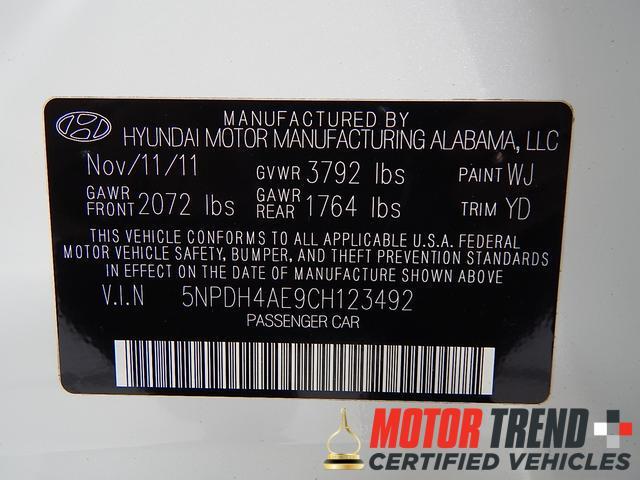 MANUFACTURED BY
HYUNDAI MOTOR MANUFACTURING ALABAMA, LLC
Nov/11/11 GVWR 3792 lbs PAINT WJ
GAWR FRONT 2072 lbs GAWR REAR 1764 lbs TRIM YD
THIS VEHICLE CONFORMS TO ALL APPLICABLE U.S.A. FEDERAL
MOTOR VEHICLE SAFETY, BUMPER, AND THEFT PREVENTION STANDARDS
IN EFFECT ON THE DATE OF MANUFACTURE SHOWN ABOVE.
V.I.N 5NPDH4AE9CH123492
PASSENGER CAR
MOTOR TREND
CERTIFIED VEHICLES